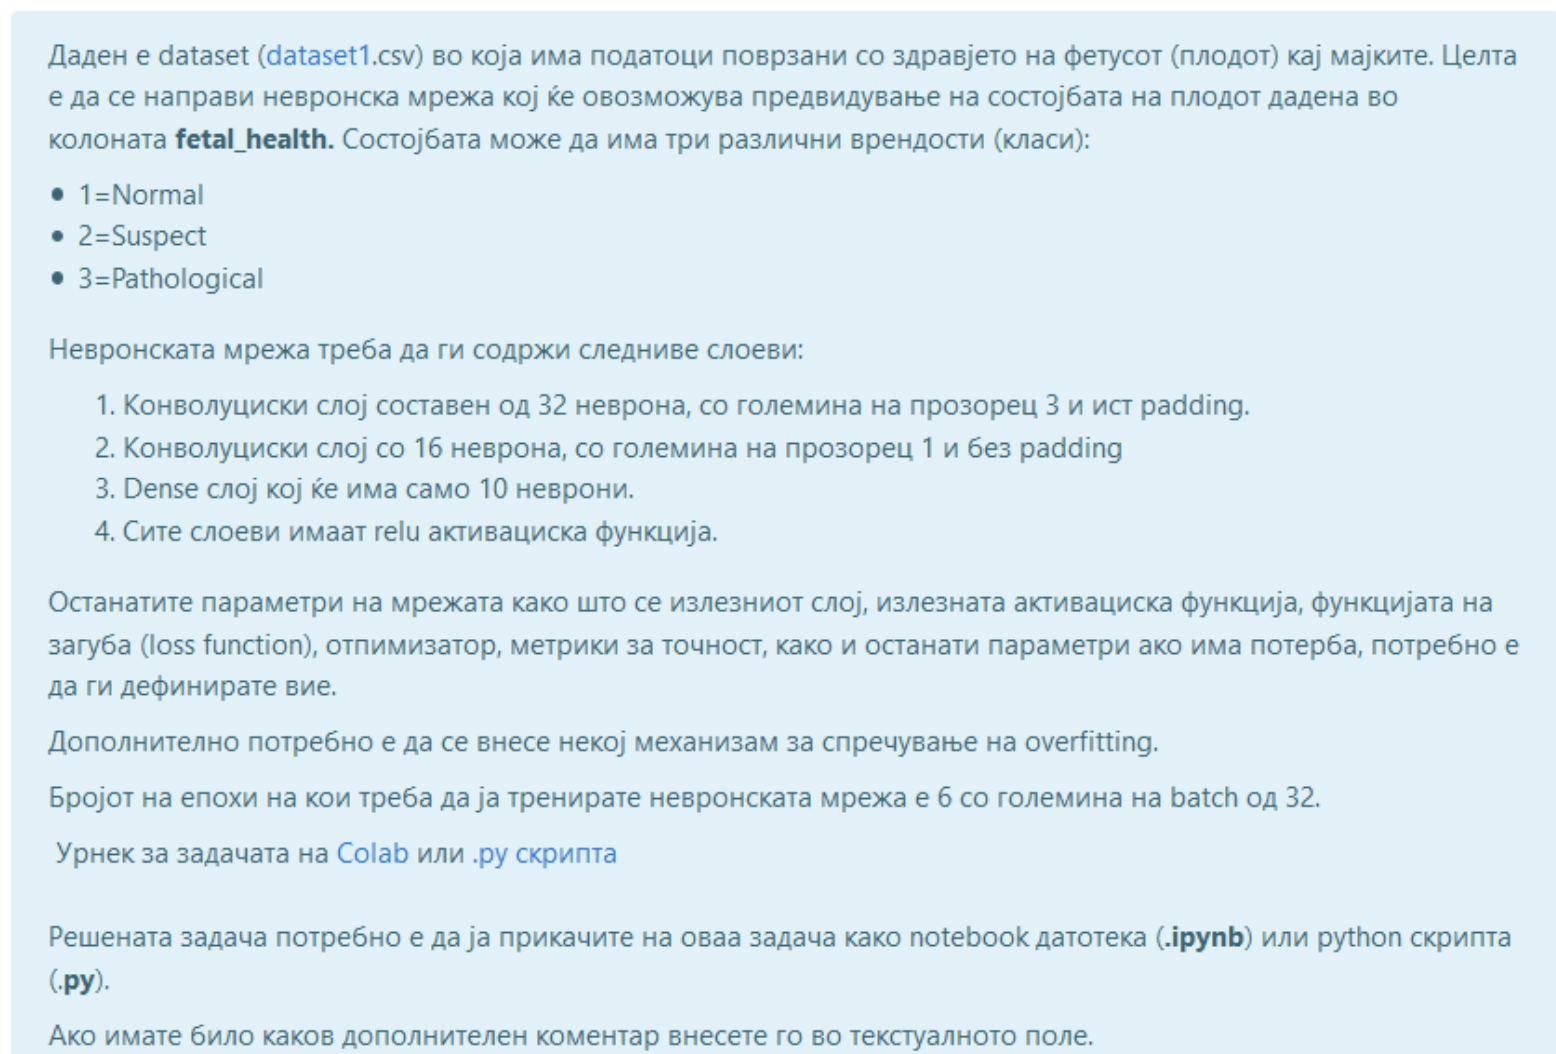 Даден е dataset (dataset1.csv) во која има податоци поврзани со здравјето на фетусот (плодот) кај мајките. Целта
е да се направи невронска мрежа кој ќе овозможува предвидување на состојбата на плодот дадена во
колоната fetal_health. Состојбата може да има три различни врендости (класи):
• 1=Normal
• 2=Suspect
• 3=Pathological
Невронската мрежа треба да ги содржи следниве слоеви:
1. Конволуциски слој составен од 32 неврона, со големина на прозорец 3 и ист padding.
2. Конволуциски слој со 16 неврона, со големина на прозорец 1 и без padding
3. Dense слој кој ќе има само 10 неврони.
4. Сите слоеви имаат relu активациска функција.
Останатите параметри на мрежата како што се излезниот слој, излезната активациска функција, функцијата на
загуба (loss function), отпимизатор, метрики за точност, како и останати параметри ако има потерба, потребно е
да ги дефинирате вие.
Дополнително потребно е да се внесе некој механизам за спречување на overfitting.
Бројот на епохи на кои треба да ја тренирате невронската мрежа е 6 со големина на batch од 32.
Урнек за задачата на Colab или .py скрипта
Решената задача потребно е да ја прикачите на оваа задача како notebook датотека (.ipynb) или python скрипта
(.py).
Ако имате било каков дополнителен коментар внесете го во текстуалното поле.